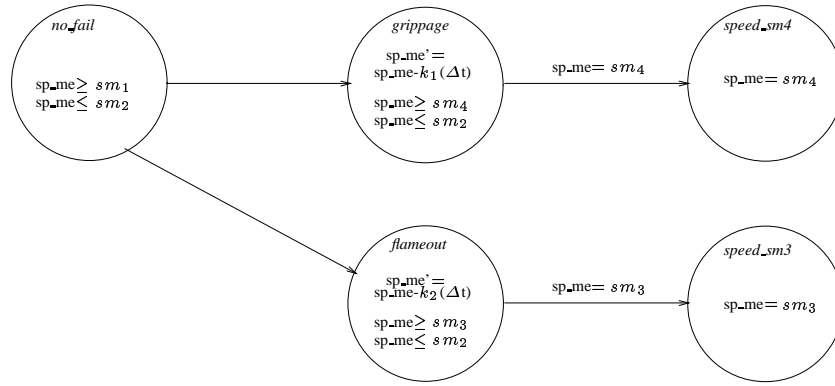 no_fail
sp_me≥ sm₁
sp_me≤ sm₂
grippage
sp_me'=
sp_me-k₁(Δt)
sp_me≥ sm₄
sp_me≤ sm₂
sp_me= sm₄
speed_sm4
sp_me= sm₄
flameout
sp_me'=
sp_me-k₂(Δt)
sp_me≥ sm₃
sp_me≤ sm₂
sp_me= sm₃
speed_sm3
sp_me= sm₃